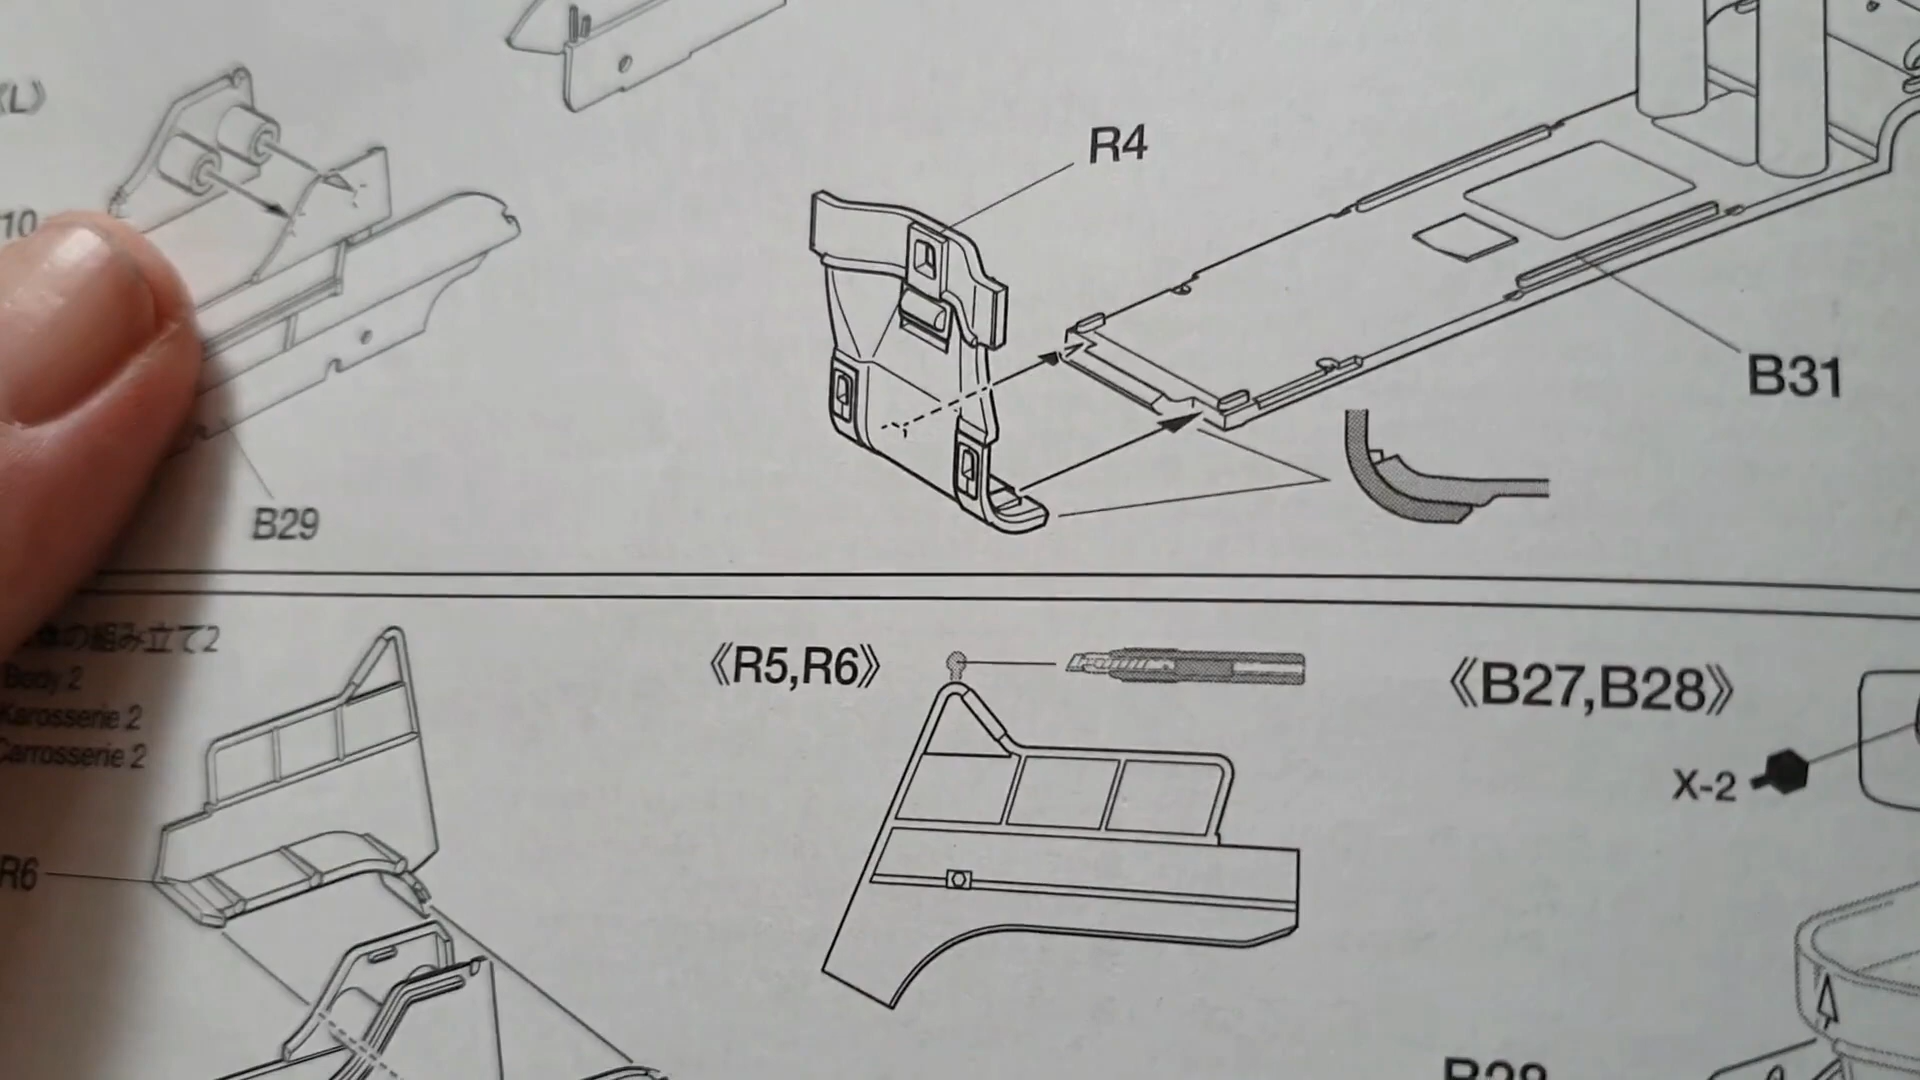 《L》
R4
10
B31
B29
の組み立て2
Body 2
Karosserie 2
Carrosserie 2
《R5,R6》
《B27,B28》
X-2
R6